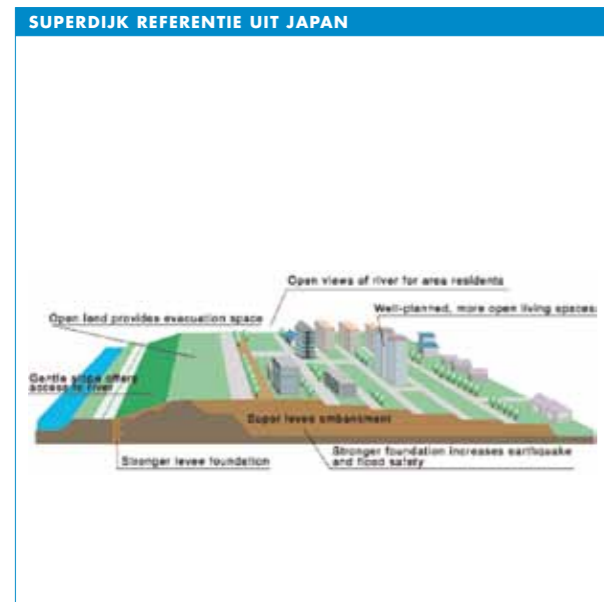 SUPERDIJK REFERENTIE UIT JAPAN
Open views of river for area residents
Open land provides evacuation space
Well-planned, more open living spaces
Gentle slope offers
access to river
Super levee embankment
Stronger levee foundation
Stronger foundation increases earthquake
and flood safety